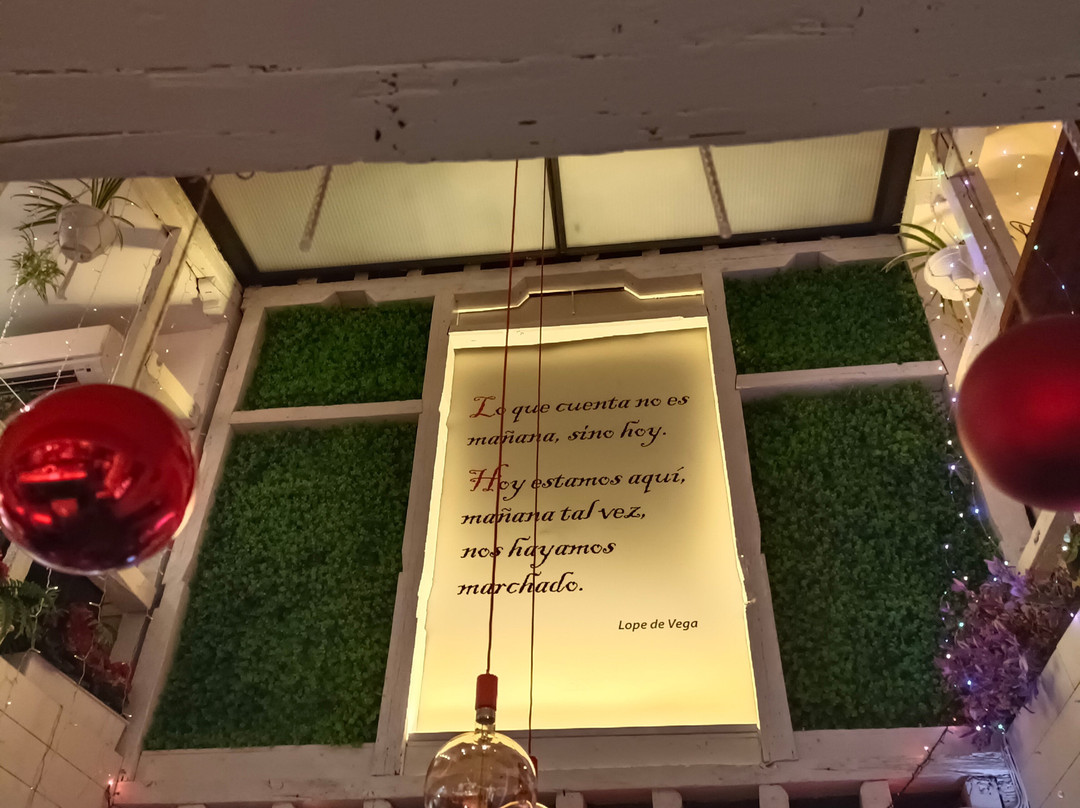 Lo que cuenta no es
mañana, sino hoy.
Hoy estamos aquí,
mañana tal vez,
nos hayamos
marchado.
Lope de Vega